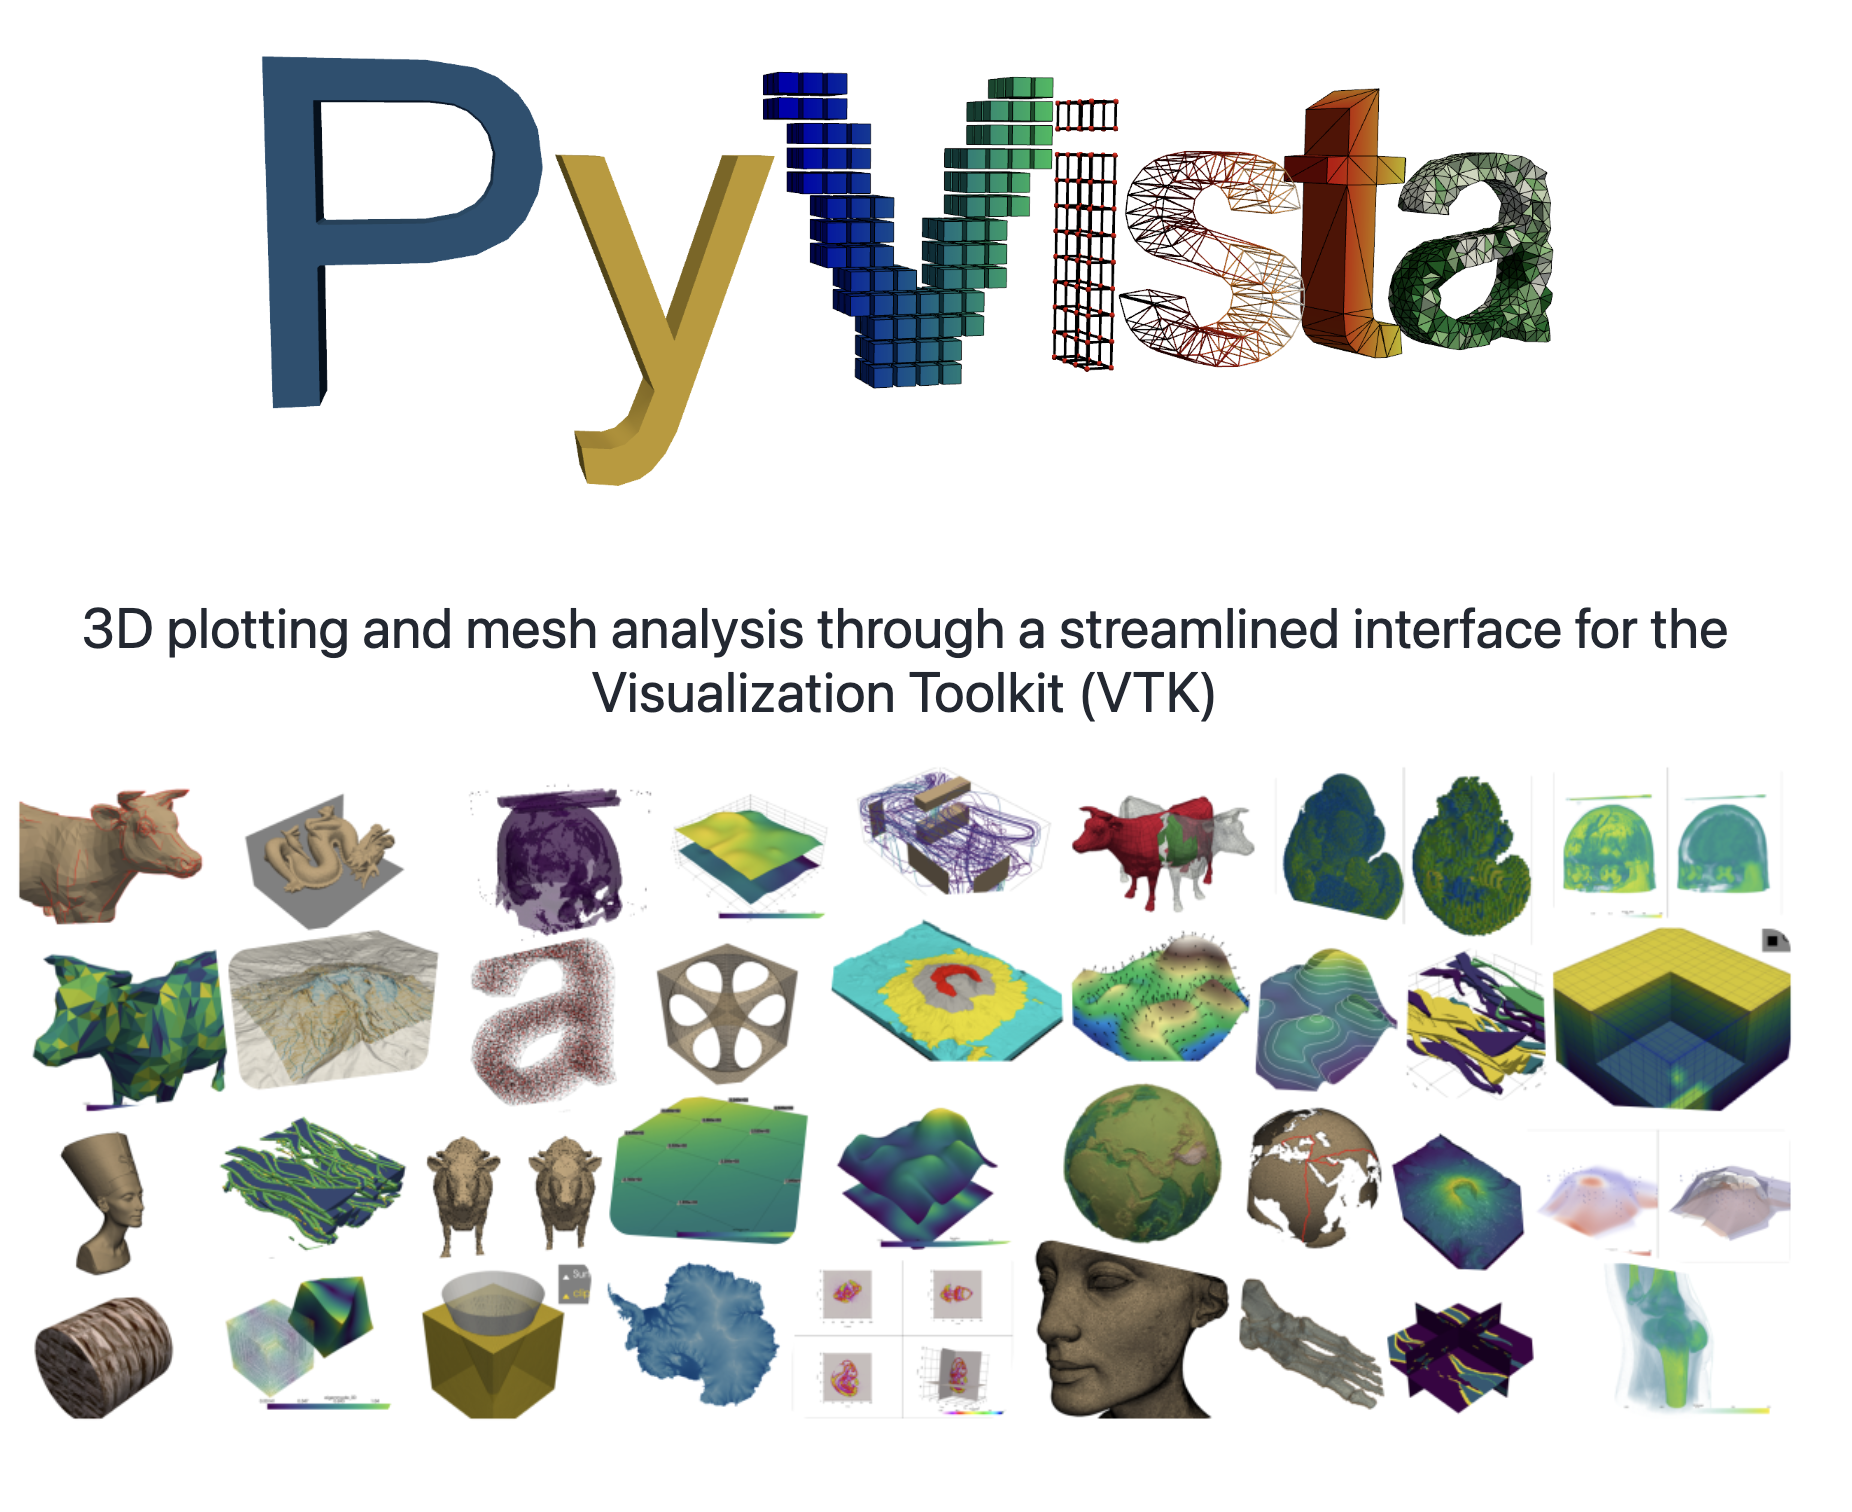 PyVista
3D plotting and mesh analysis through a streamlined interface for the
Visualization Toolkit (VTK)
a